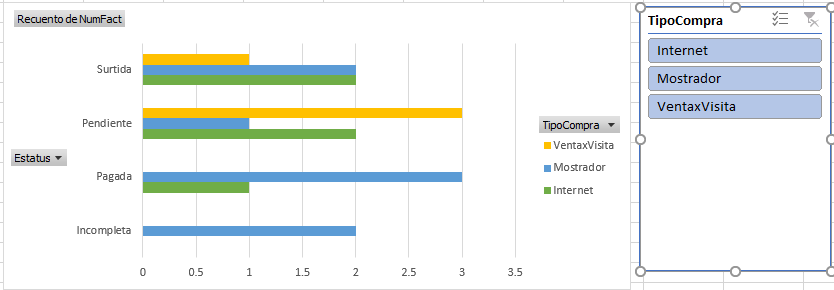 Recuento de NumFact
Surtida
Pendiente
Pagada
Incompleta
Estatus
0 0.5 1 1.5 2 2.5 3 3.5
TipoCompra
VentaxVisita
Mostrador
Internet
TipoCompra
Internet
Mostrador
VentaxVisita